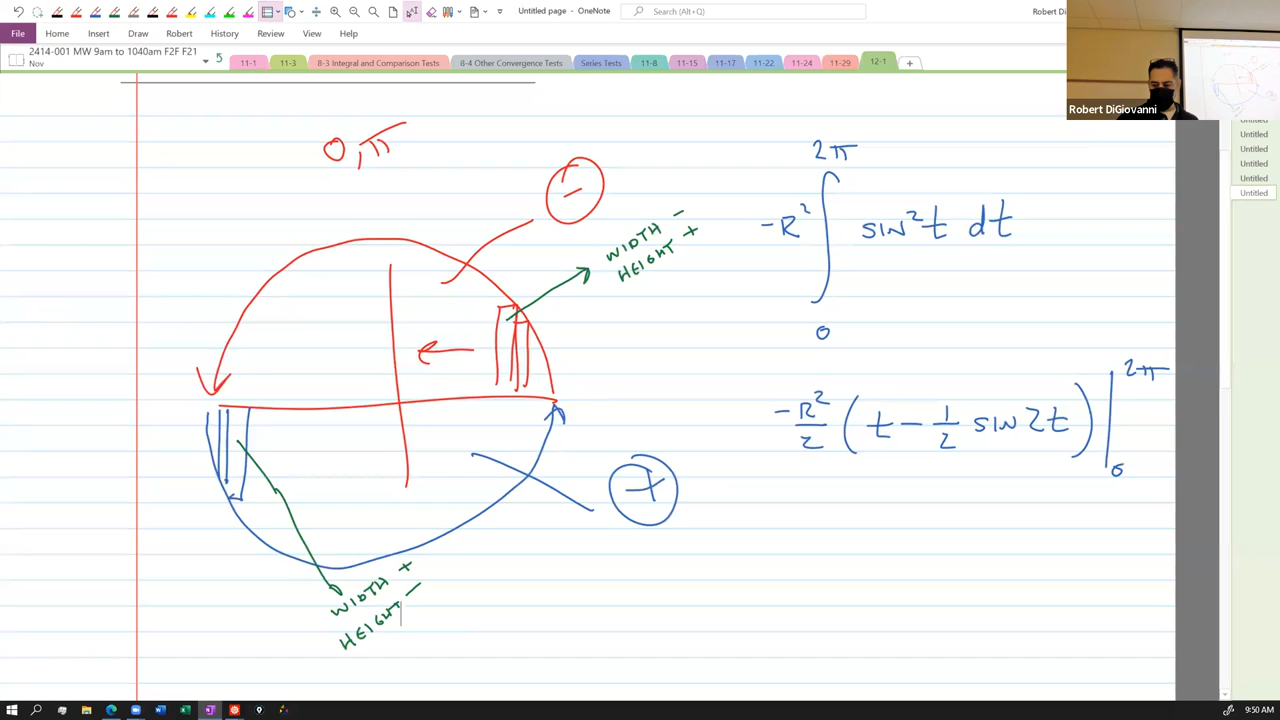 Untitled page - OneNote
Search (Alt+Q)
Robert Di
File Home Insert Draw Robert History Review View Help
2414-001 MW 9am to 1040am F2F F21
Nov
5
11-1 11-3 8-3 Integral and Comparison Tests 8-4 Other Convergence Tests Series Tests 11-8 11-15 11-17 11-22 11-24 11-29 12-1
Robert DiGiovanni
Untitled
Untitled
Untitled
Untitled
Untitled
Untitled
0, π
−
WIDTH −
HEIGHT +
+
WIDTH +
HEIGHT −
2π
-R² ∫ SIN²t dt
0
-R²/2 ( t − 1/2 SIN 2t ) | 2π
0
9:50 AM